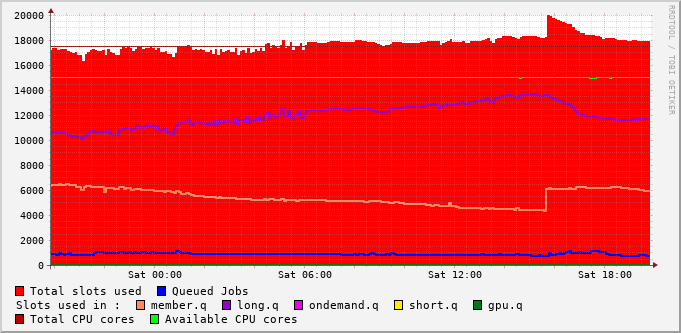 20000
18000
16000
14000
12000
10000
8000
6000
4000
2000
0
Sat 00:00 Sat 06:00 Sat 12:00 Sat 18:00
RRDTOOL / TOBI OETIKER
Total slots used Queued Jobs
Slots used in : member.q long.q ondemand.q short.q gpu.q
Total CPU cores Available CPU cores